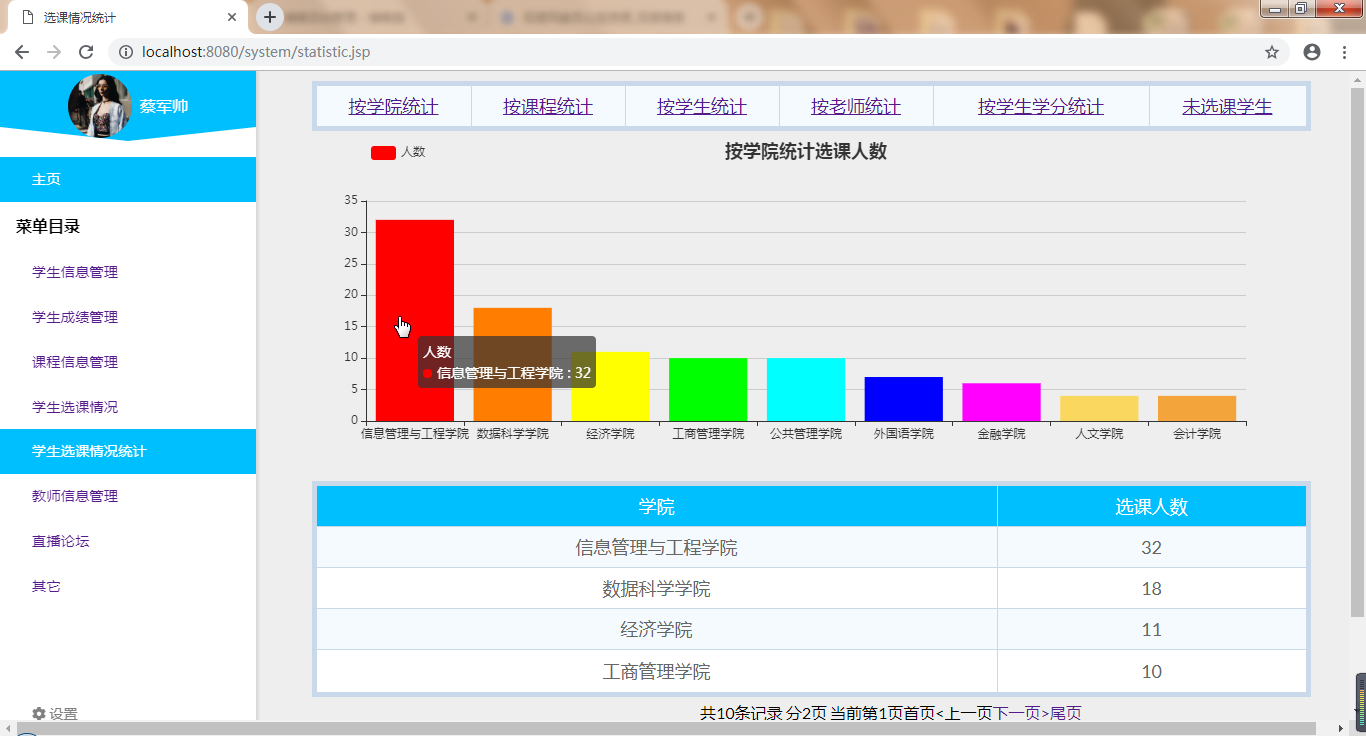 选课情况统计
localhost:8080/system/statistic.jsp
蔡军帅
主页
菜单目录
学生信息管理
学生成绩管理
课程信息管理
学生选课情况
学生选课情况统计
教师信息管理
直播论坛
其它
设置
按学院统计 按课程统计 按学生统计 按老师统计 按学生学分统计 未选课学生
人数
按学院统计选课人数
35
30
25
20
15
10
5
0
人数
信息管理与工程学院 : 32
信息管理与工程学院 数据科学学院 经济学院 工商管理学院 公共管理学院 外国语学院 金融学院 人文学院 会计学院
学院 选课人数
信息管理与工程学院 32
数据科学学院 18
经济学院 11
工商管理学院 10
共10条记录 分2页 当前第1页首页<上一页下一页>尾页